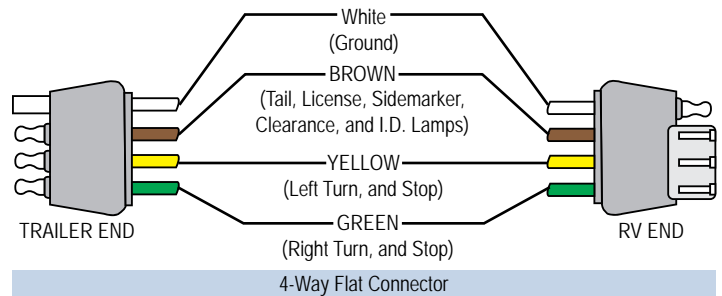 White
(Ground)
BROWN
(Tail, License, Sidemarker,
Clearance, and I.D. Lamps)
YELLOW
(Left Turn, and Stop)
GREEN
(Right Turn, and Stop)
TRAILER END
RV END
4-Way Flat Connector